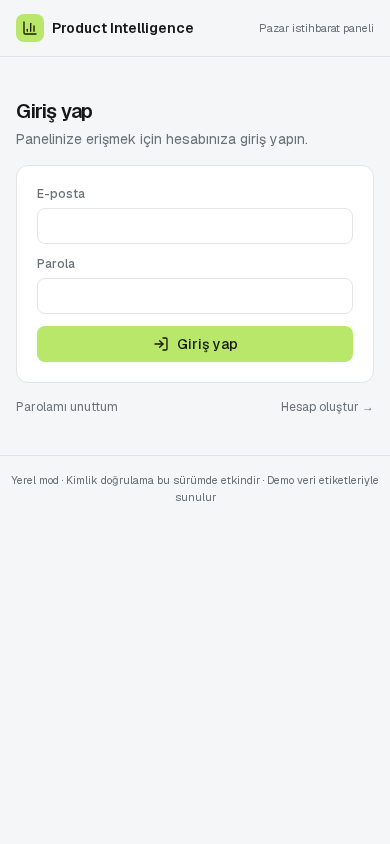 Product Intelligence
Pazar istihbarat paneli
Giriş yap
Panelinize erişmek için hesabınıza giriş yapın.
E-posta
Parola
Giriş yap
Parolamı unuttum
Hesap oluştur →
Yerel mod · Kimlik doğrulama bu sürümde etkindir · Demo veri etiketleriyle
sunulur